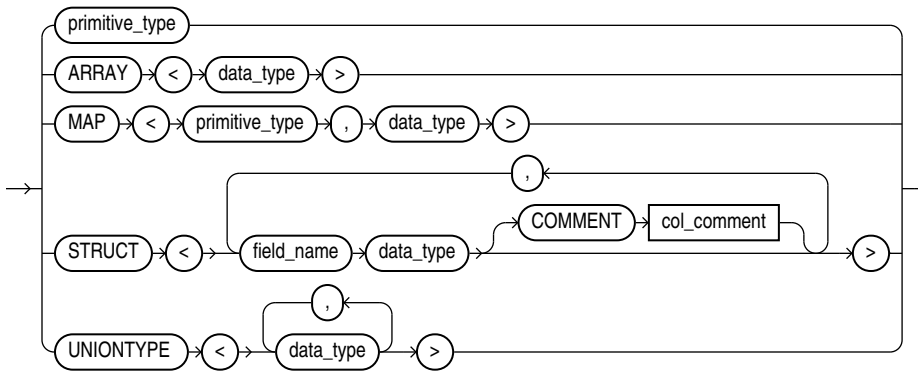 primitive_type
ARRAY < data_type >
MAP < primitive_type , data_type >
,
COMMENT col_comment
STRUCT < field_name data_type >
,
UNIONTYPE < data_type >